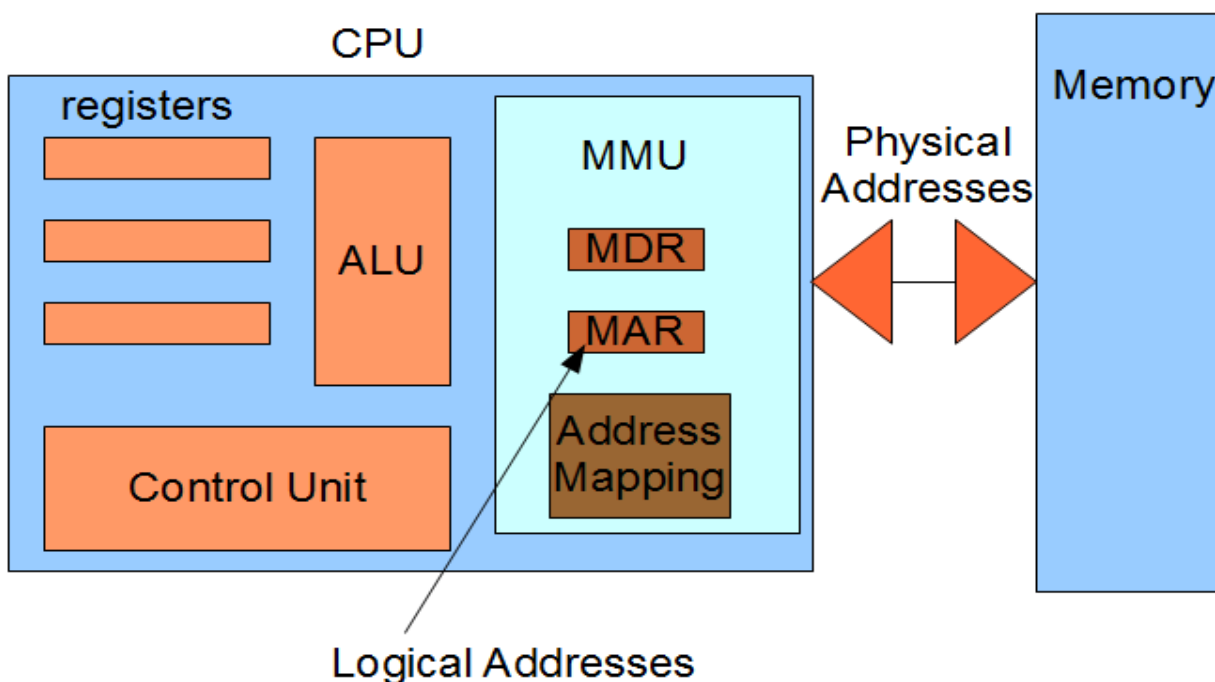 CPU
Memory
registers
Physical
Addresses
MMU
MDR
ALU
MAR
Address
Mapping
Control Unit
Logical Addresses